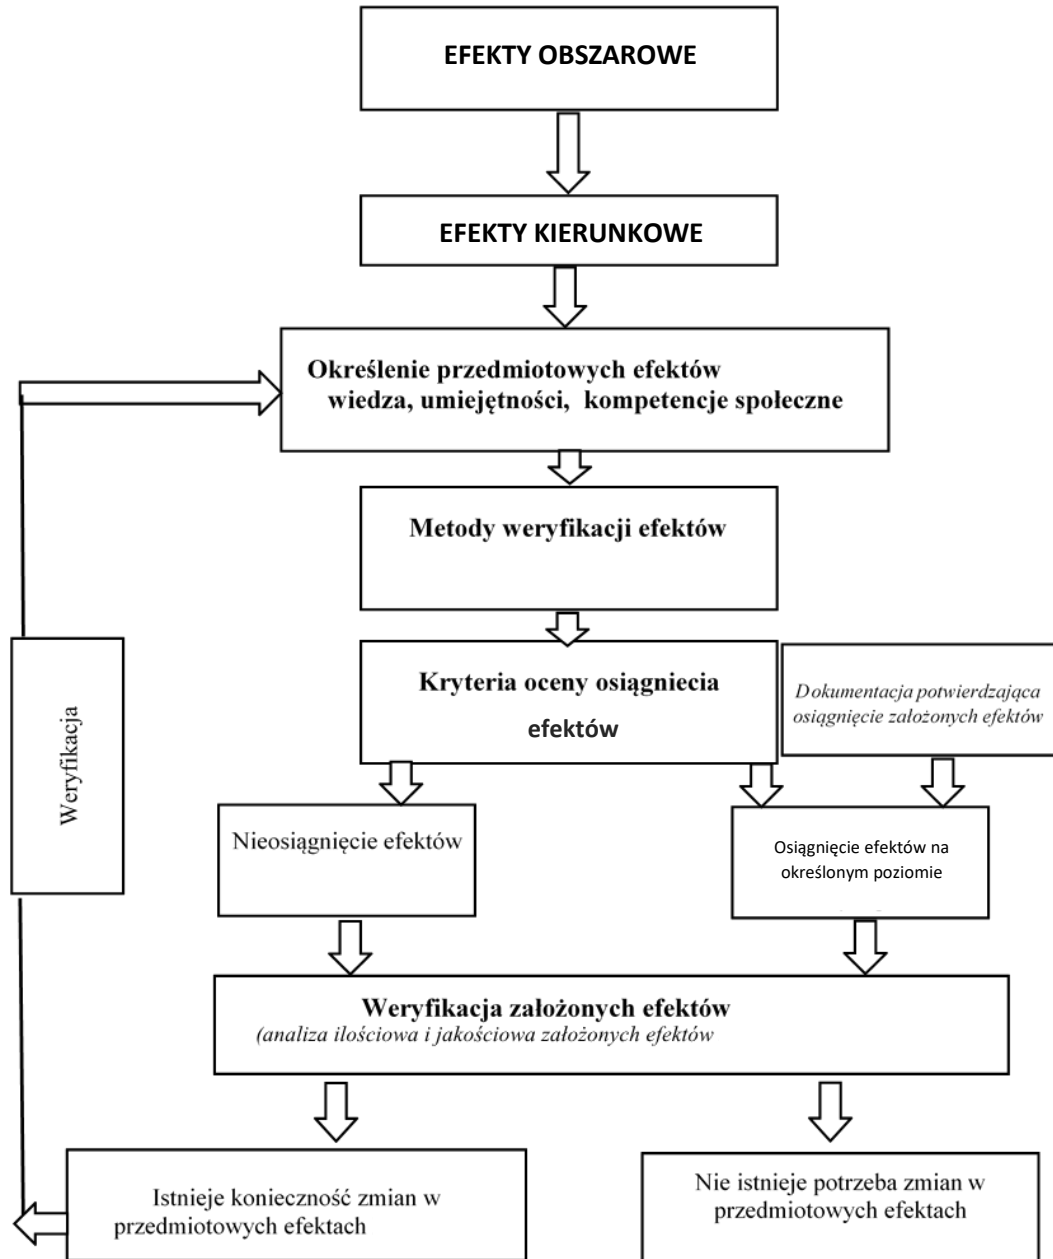 EFEKTY OBSZAROWE
EFEKTY KIERUNKOWE
Określenie przedmiotowych efektów
wiedza, umiejętności, kompetencje społeczne
Metody weryfikacji efektów
Kryteria oceny osiągniecia
efektów
Dokumentacja potwierdzająca
osiągnięcie założonych efektów
Weryfikacja
Nieosiągnięcie efektów
Osiągnięcie efektów na
określonym poziomie
Weryfikacja założonych efektów
(analiza ilościowa i jakościowa założonych efektów
Istnieje konieczność zmian w
przedmiotowych efektach
Nie istnieje potrzeba zmian w
przedmiotowych efektach